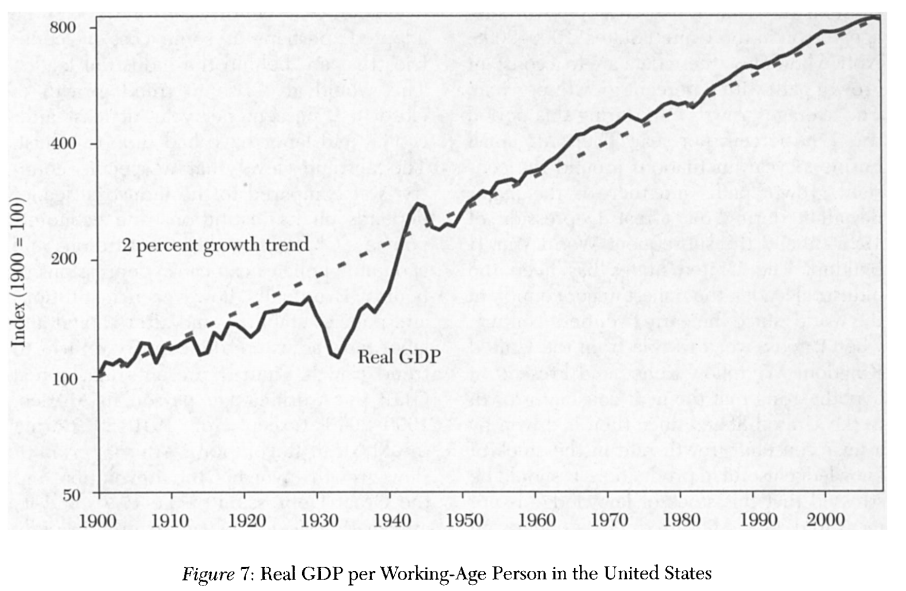 800
400
200
100
50
Index (1900 = 100)
2 percent growth trend
Real GDP
1900 1910 1920 1930 1940 1950 1960 1970 1980 1990 2000
Figure 7: Real GDP per Working-Age Person in the United States